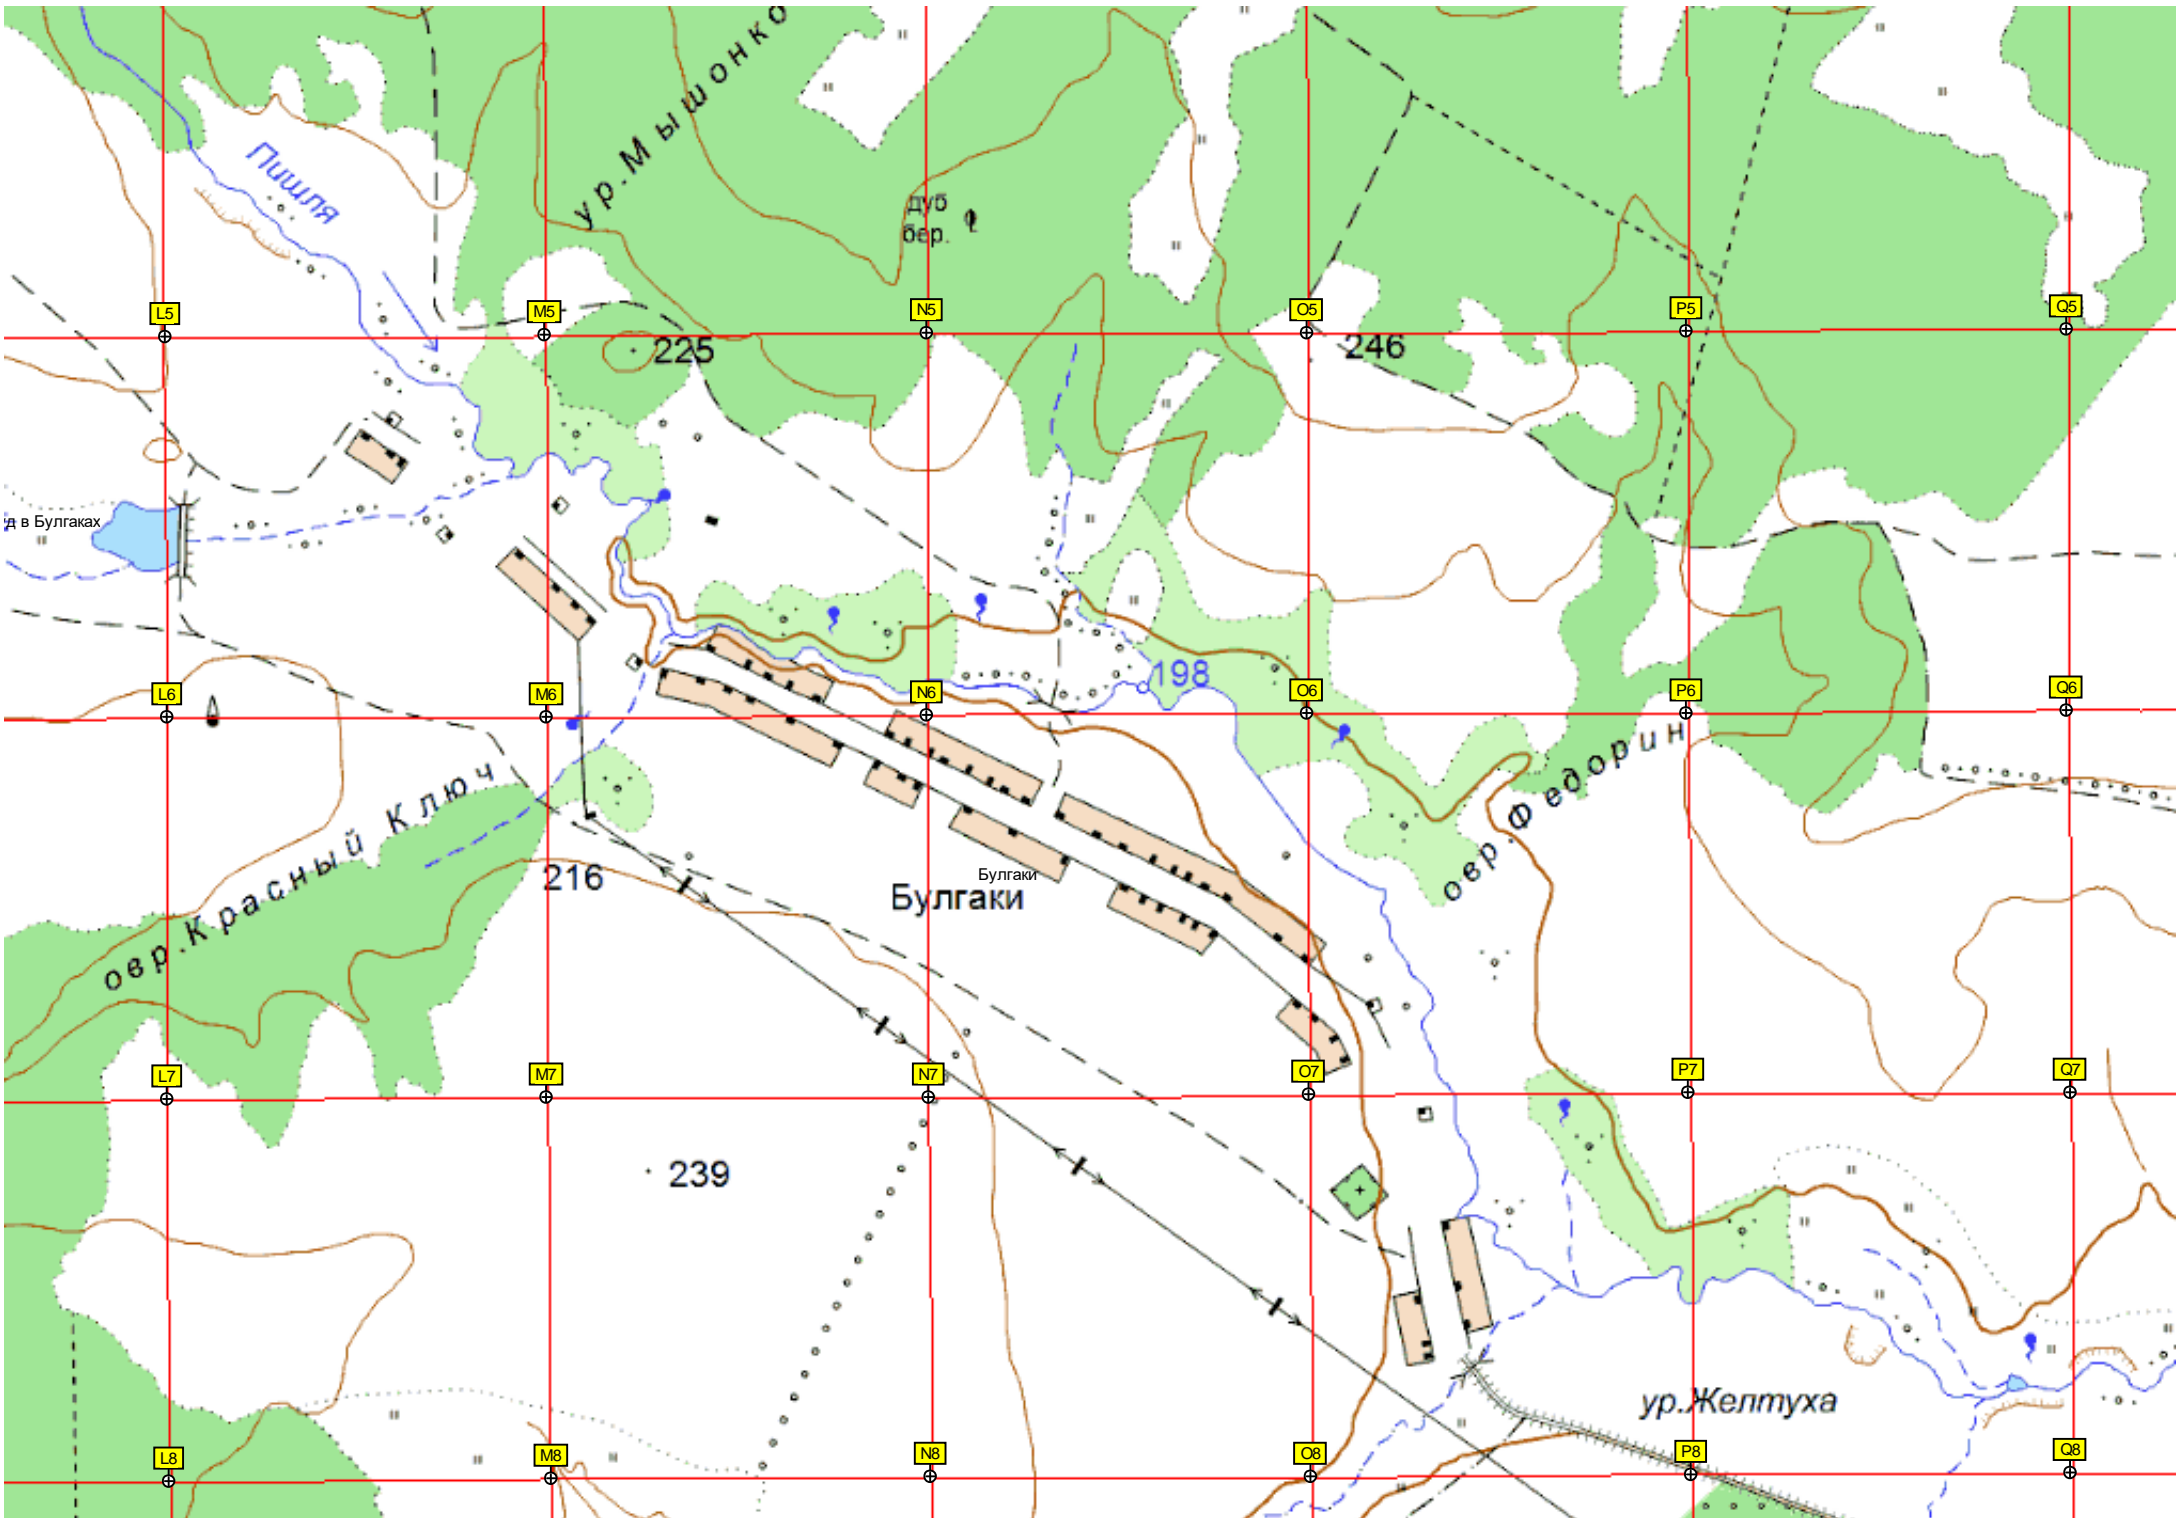 ур.Мышонко
Пишля
дуб
бер.
L5
M5
N5
O5
P5
Q5
225
246
д в Булгаках
198
L6
M6
N6
O6
P6
Q6
овр.Красный Ключ
овр.Федорин
216
Булгаки
Булгаки
L7
M7
N7
O7
P7
Q7
239
ур.Желтуха
L8
M8
N8
O8
P8
Q8